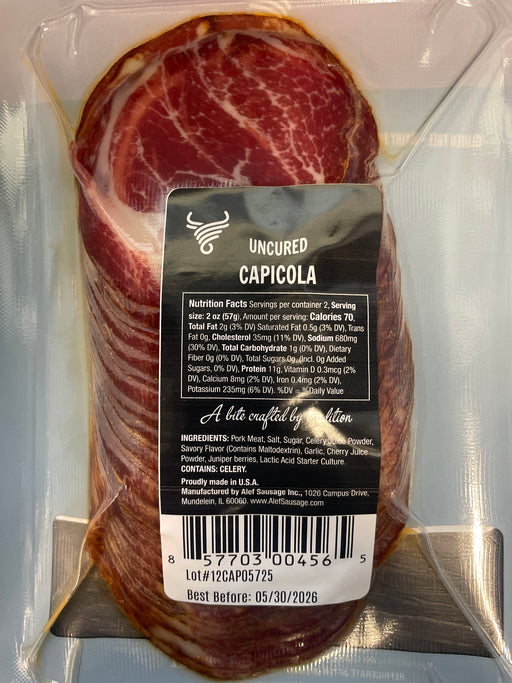 UNCURED
CAPICOLA
Nutrition Facts Servings per container 2, Serving
size: 2 oz (57g), Amount per serving: Calories 70,
Total Fat 2g (3% DV) Saturated Fat 0.5g (3% DV), Trans
Fat 0g, Cholesterol 35mg (11% DV), Sodium 680mg
(30% DV), Total Carbohydrate 1g (0% DV), Dietary
Fiber 0g (0% DV), Total Sugars 0g, (Incl. 0g Added
Sugars, 0% DV), Protein 11g, Vitamin D 0.3mcg (2%
DV), Calcium 8mg (2% DV), Iron 0.4mg (2% DV),
Potassium 235mg (6% DV). %DV = %Daily Value
A bite crafted by tradition
INGREDIENTS: Pork Meat, Salt, Sugar, Celery Juice Powder,
Savory Flavor (Contains Maltodextrin), Garlic, Cherry Juice
Powder, Juniper berries, Lactic Acid Starter Culture.
CONTAINS: CELERY.
Proudly made in U.S.A.
Manufactured by Alef Sausage Inc., 1026 Campus Drive,
Mundelein, IL 60060. www.AlefSausage.com
8 57703 00456 5
Lot#12CAP05725
Best Before: 05/30/2026
REFRIGERATE AFTER